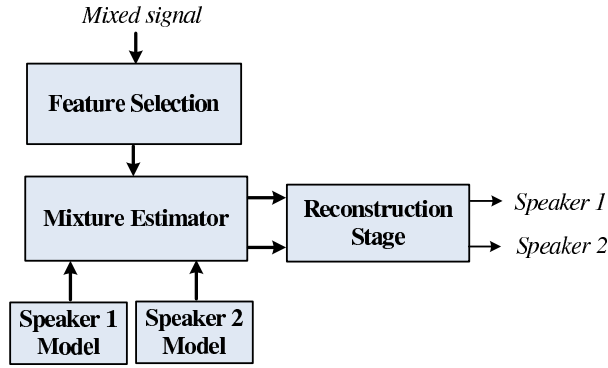 Mixed signal
Feature Selection
Mixture Estimator
Reconstruction
Stage
Speaker 1
Speaker 2
Speaker 1
Model
Speaker 2
Model